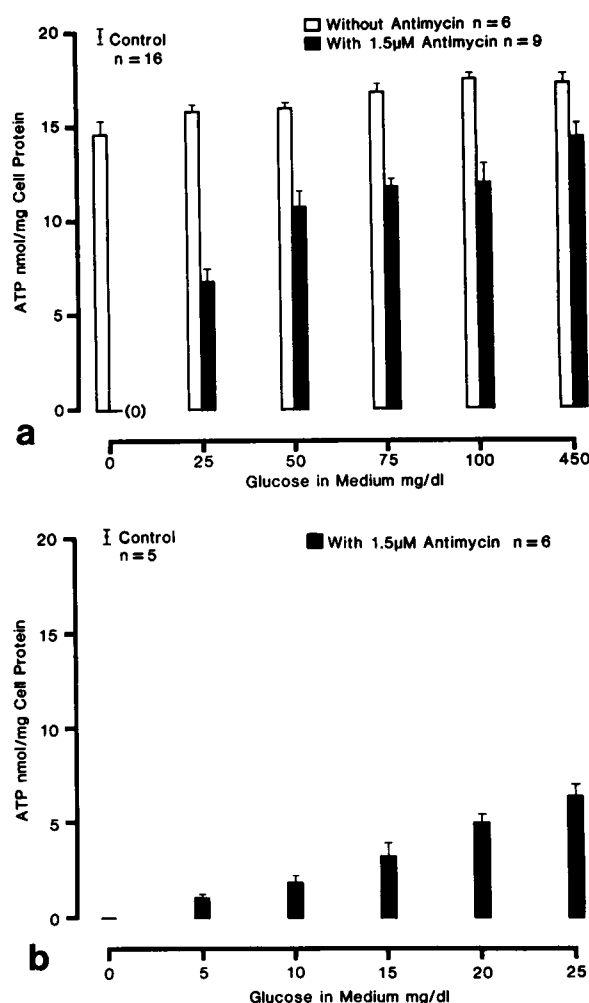 Control
n = 16
Without Antimycin n = 6
With 1.5µM Antimycin n = 9
20
15
10
5
0
ATP nmol/mg Cell Protein
(0)
a
0 25 50 75 100 450
Glucose in Medium mg/dl
Control
n = 5
With 1.5µM Antimycin n = 6
20
15
10
5
0
ATP nmol/mg Cell Protein
b
0 5 10 15 20 25
Glucose in Medium mg/dl